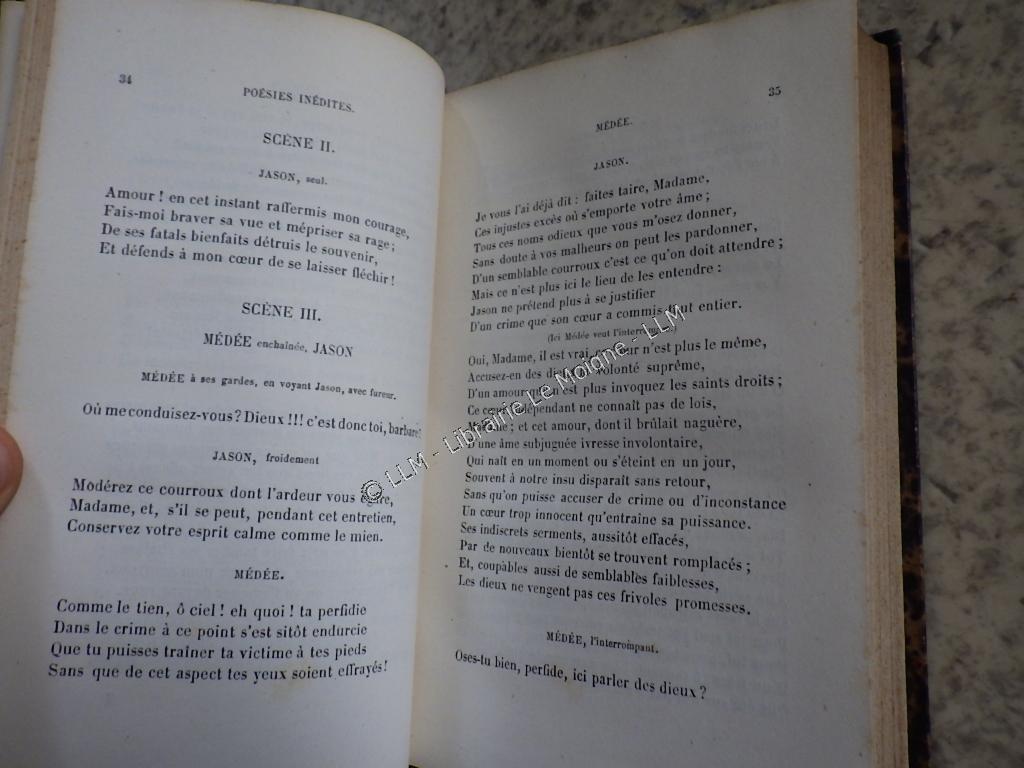 34
POÉSIES INÉDITES.
SCÈNE II.
JASON, seul.
Amour ! en cet instant raffermis mon courage,
Fais-moi braver sa vue et mépriser sa rage ;
De ses fatals bienfaits détruis le souvenir,
Et défends à mon cœur de se laisser fléchir !
SCÈNE III.
MÉDÉE enchaînée, JASON
MÉDÉE à ses gardes, en voyant Jason, avec fureur.
Où me conduisez-vous ? Dieux !!! c'est donc toi, barbare?
JASON, froidement
Modérez ce courroux dont l'ardeur vous égare,
Madame, et, s'il se peut, pendant cet entretien,
Conservez votre esprit calme comme le mien.
MÉDÉE.
Comme le tien, ô ciel ! eh quoi ! ta perfidie
Dans le crime à ce point s'est sitôt endurcie
Que tu puisses traîner ta victime à tes pieds
Sans que de cet aspect tes yeux soient effrayés !
35
MÉDÉE.
JASON.
Je vous l'ai déjà dit : faites taire, Madame,
Ces injustes excès où s'emporte votre âme ;
Tous ces noms odieux que vous m'osez donner,
Sans doute à vos malheurs on peut les pardonner,
D'un semblable courroux c'est ce qu'on doit attendre ;
Mais ce n'est plus ici le lieu de les entendre :
Jason ne prétend plus à se justifier
D'un crime que son cœur a commis tout entier.
(Ici Médée veut l'interrompre)
Oui, Madame, il est vrai, ce cœur n'est plus le même,
Accusez-en des dieux la volonté suprême,
D'un amour qui n'est plus invoquez les saints droits ;
Ce cœur indépendant ne connaît pas de lois,
Madame ; et cet amour, dont il brûlait naguère,
D'une âme subjuguée ivresse involontaire,
Qui naît en un moment ou s'éteint en un jour,
Souvent à notre insu disparaît sans retour,
Sans qu'on puisse accuser de crime ou d'inconstance
Un cœur trop innocent qu'entraîne sa puissance.
Ses indiscrets serments, aussitôt effacés,
Par de nouveaux bientôt se trouvent romplacés ;
Et, coupables aussi de semblables faiblesses,
Les dieux ne vengent pas ces frivoles promesses.
MÉDÉE, l'interrompant.
Oses-tu bien, perfide, ici parler des dieux ?
© LLM - Librairie Le Moigne - LLM